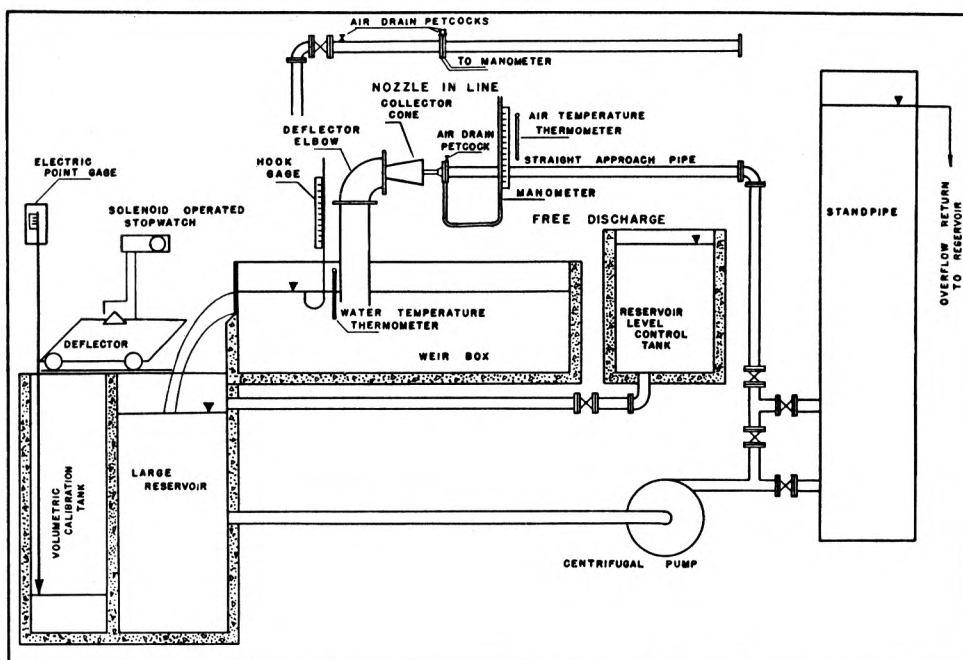 AIR DRAIN PETCOCKS
TO MANOMETER
NOZZLE IN LINE
COLLECTOR
CONE
DEFLECTOR
ELBOW
AIR DRAIN
PETCOCK
AIR TEMPERATURE
THERMOMETER
HOOK
GAGE
STRAIGHT APPROACH PIPE
ELECTRIC
POINT GAGE
MANOMETER
SOLENOID OPERATED
STOPWATCH
FREE DISCHARGE
STANDPIPE
OVERFLOW RETURN
TO RESERVOIR
WATER TEMPERATURE
THERMOMETER
RESERVOIR
LEVEL
CONTROL
TANK
DEFLECTOR
WEIR BOX
LARGE
RESERVOIR
VOLUMETRIC
CALIBRATION
TANK
CENTRIFUGAL PUMP